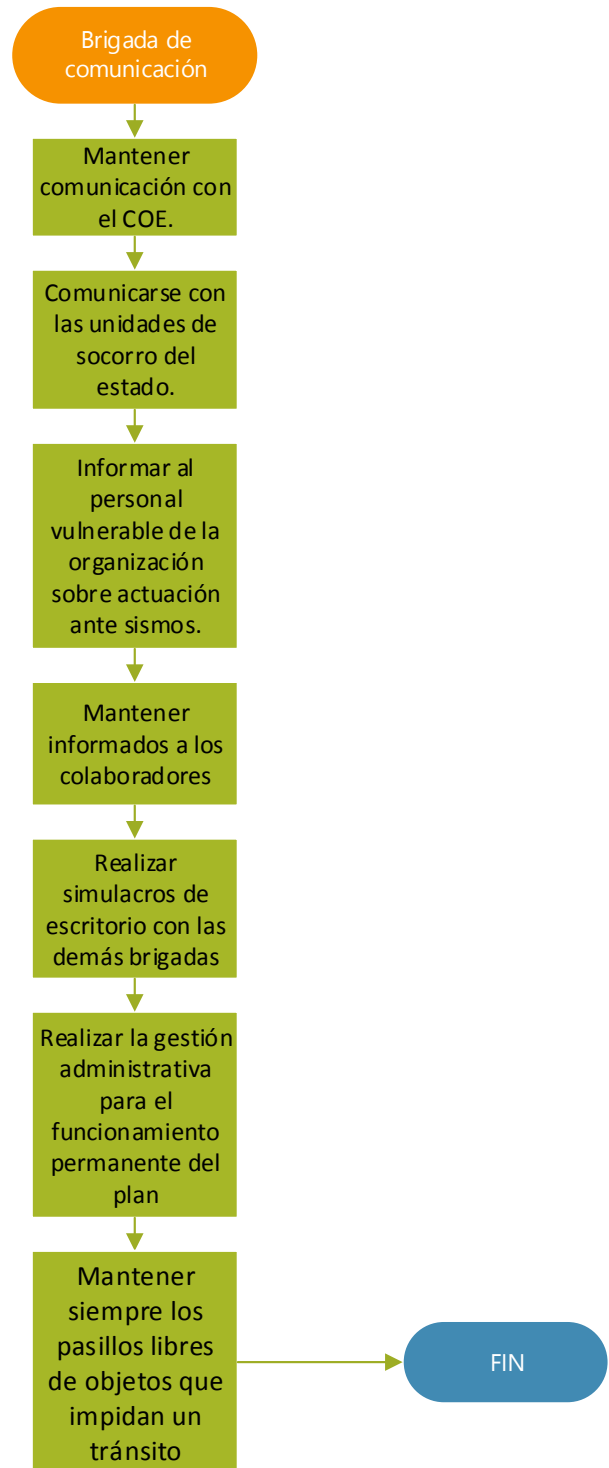 Brigada de
comunicación
Mantener
comunicación con
el COE.
Comunicarse con
las unidades de
socorro del
estado.
Informar al
personal
vulnerable de la
organización
sobre actuación
ante sismos.
Mantener
informados a los
colaboradores
Realizar
simulacros de
escritorio con las
demás brigadas
Realizar la gestión
administrativa
para el
funcionamiento
permanente del
plan
Mantener
siempre los
pasillos libres
de objetos que
impidan un
tránsito
FIN